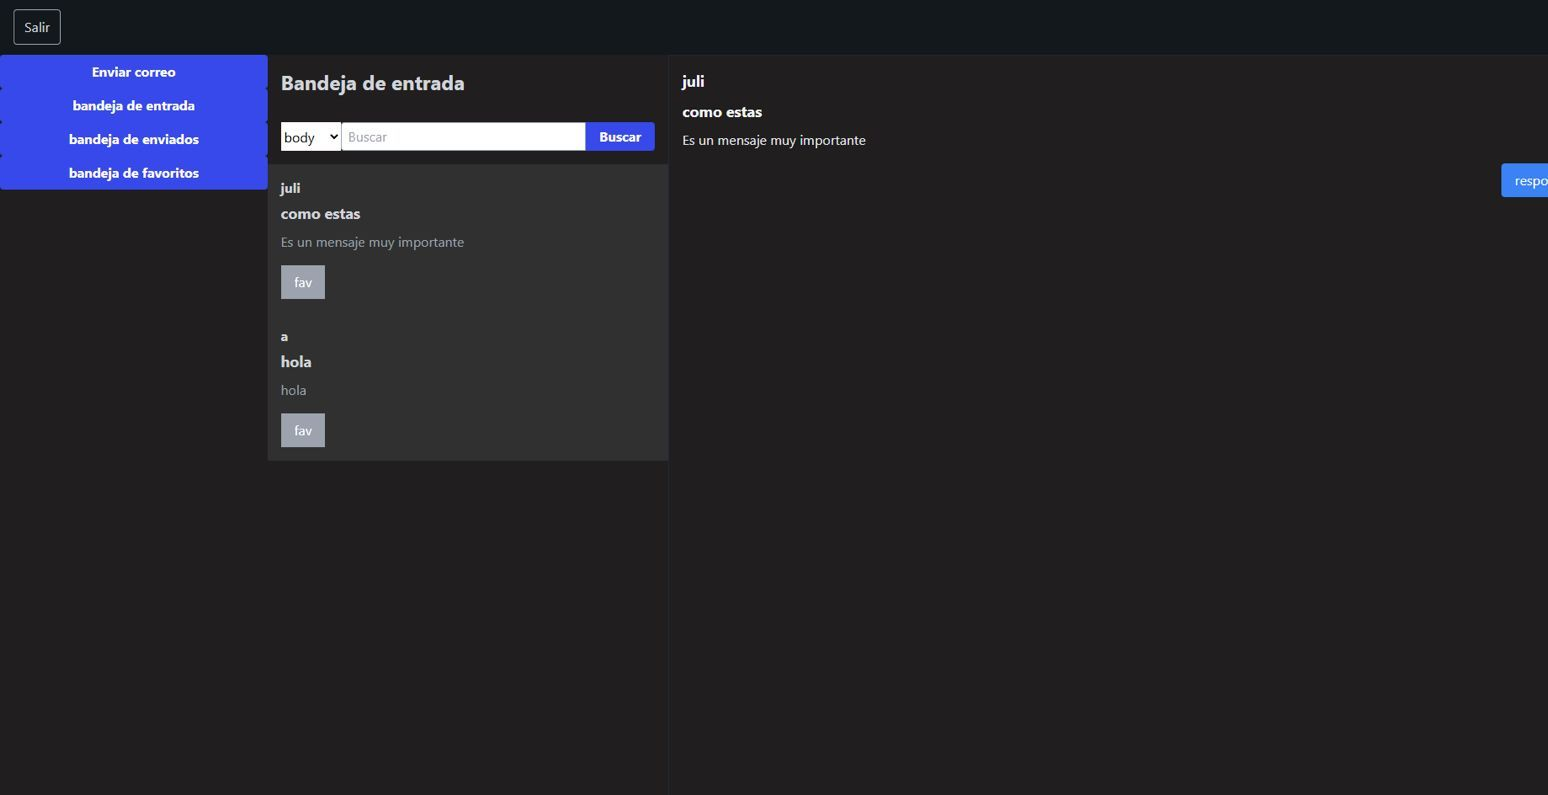 Salir
Enviar correo
bandeja de entrada
bandeja de enviados
bandeja de favoritos
Bandeja de entrada
body Buscar Buscar
juli
como estas
Es un mensaje muy importante
fav
a
hola
hola
fav
juli
como estas
Es un mensaje muy importante
respo